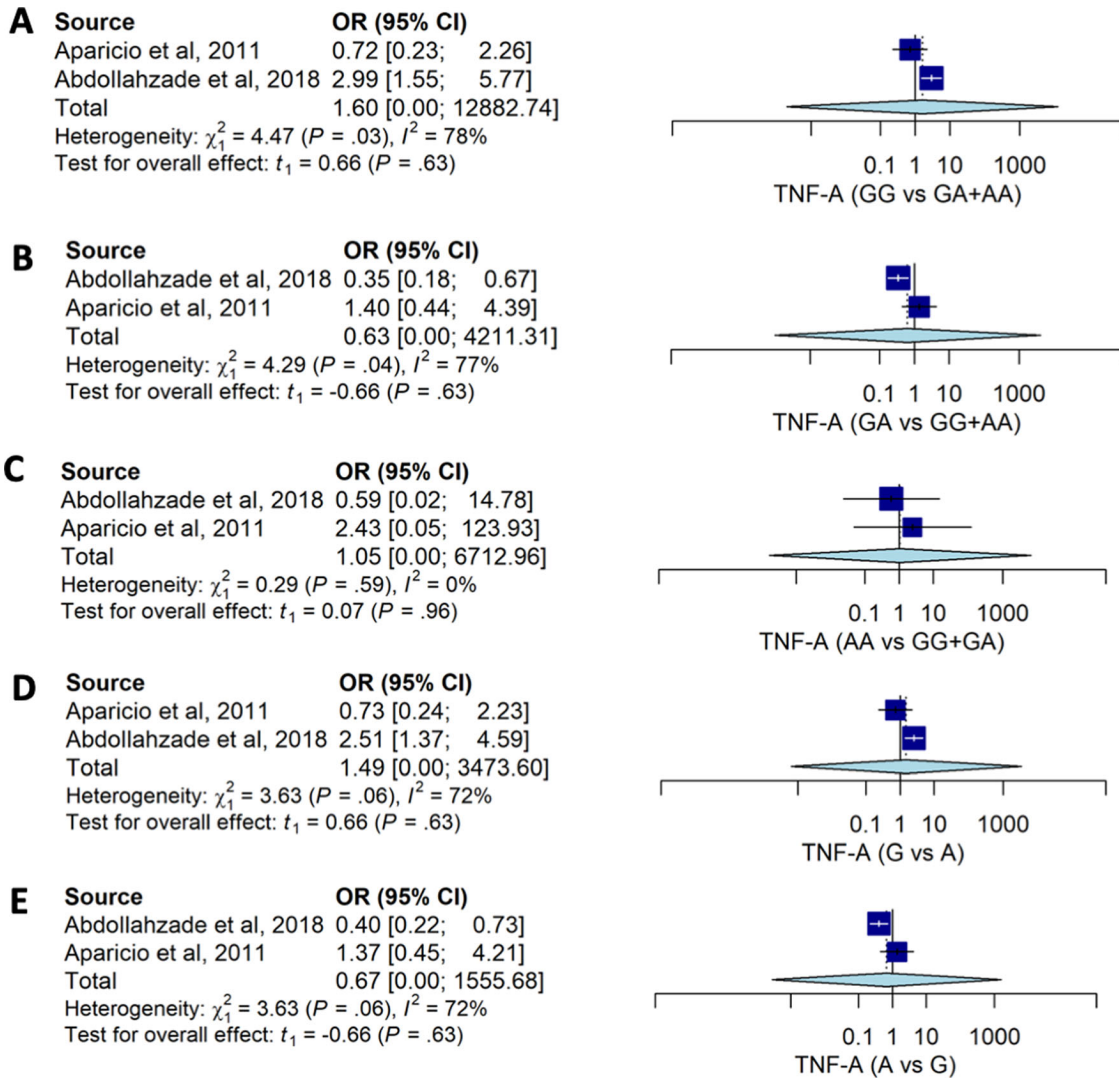 A
Source OR (95% CI)
Aparicio et al, 2011 0.72 [0.23; 2.26]
Abdollahzade et al, 2018 2.99 [1.55; 5.77]
Total 1.60 [0.00; 12882.74]
Heterogeneity: χ²₁ = 4.47 (P = .03), I² = 78%
Test for overall effect: t₁ = 0.66 (P = .63)
0.1 1 10 1000
TNF-A (GG vs GA+AA)
B
Source OR (95% CI)
Abdollahzade et al, 2018 0.35 [0.18; 0.67]
Aparicio et al, 2011 1.40 [0.44; 4.39]
Total 0.63 [0.00; 4211.31]
Heterogeneity: χ²₁ = 4.29 (P = .04), I² = 77%
Test for overall effect: t₁ = -0.66 (P = .63)
0.1 1 10 1000
TNF-A (GA vs GG+AA)
C
Source OR (95% CI)
Abdollahzade et al, 2018 0.59 [0.02; 14.78]
Aparicio et al, 2011 2.43 [0.05; 123.93]
Total 1.05 [0.00; 6712.96]
Heterogeneity: χ²₁ = 0.29 (P = .59), I² = 0%
Test for overall effect: t₁ = 0.07 (P = .96)
0.1 1 10 1000
TNF-A (AA vs GG+GA)
D
Source OR (95% CI)
Aparicio et al, 2011 0.73 [0.24; 2.23]
Abdollahzade et al, 2018 2.51 [1.37; 4.59]
Total 1.49 [0.00; 3473.60]
Heterogeneity: χ²₁ = 3.63 (P = .06), I² = 72%
Test for overall effect: t₁ = 0.66 (P = .63)
0.1 1 10 1000
TNF-A (G vs A)
E
Source OR (95% CI)
Abdollahzade et al, 2018 0.40 [0.22; 0.73]
Aparicio et al, 2011 1.37 [0.45; 4.21]
Total 0.67 [0.00; 1555.68]
Heterogeneity: χ²₁ = 3.63 (P = .06), I² = 72%
Test for overall effect: t₁ = -0.66 (P = .63)
0.1 1 10 1000
TNF-A (A vs G)